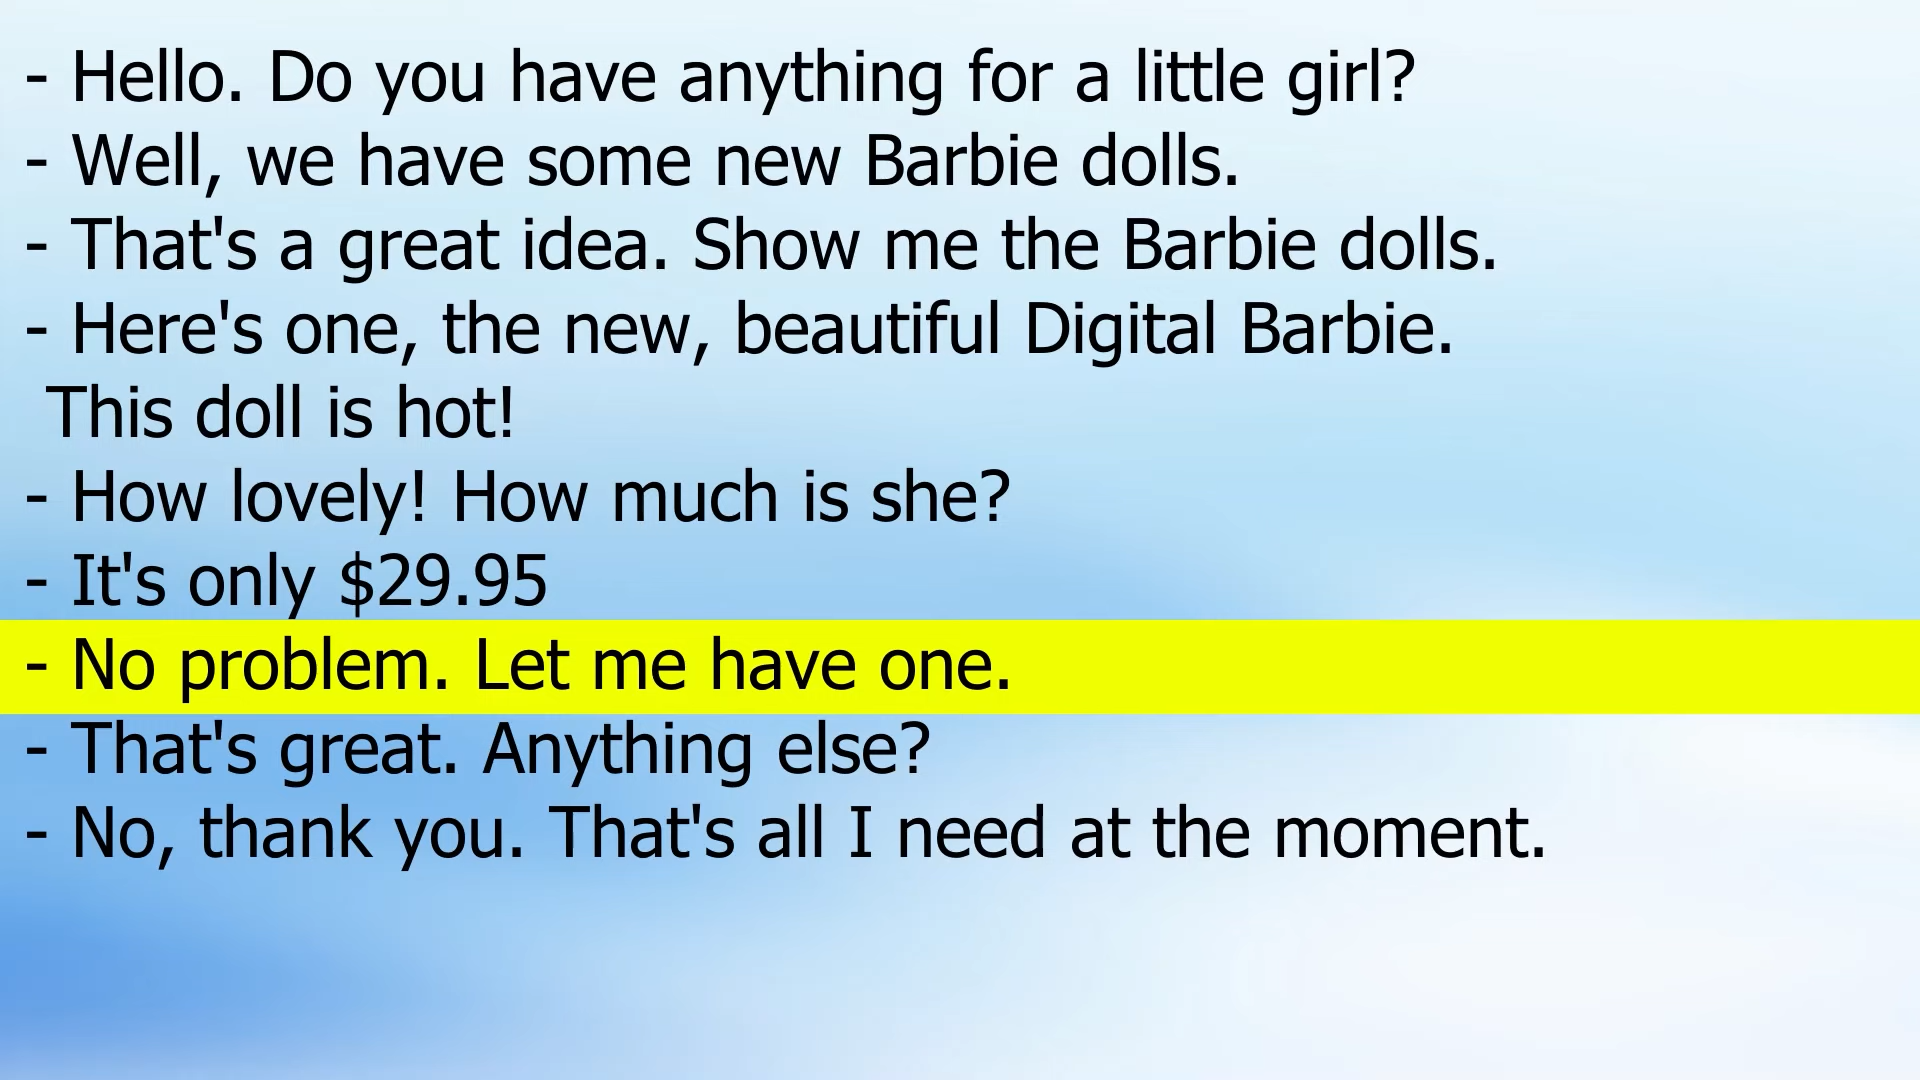 - Hello. Do you have anything for a little girl?
- Well, we have some new Barbie dolls.
- That's a great idea. Show me the Barbie dolls.
- Here's one, the new, beautiful Digital Barbie.
This doll is hot!
- How lovely! How much is she?
- It's only $29.95
- No problem. Let me have one.
- That's great. Anything else?
- No, thank you. That's all I need at the moment.